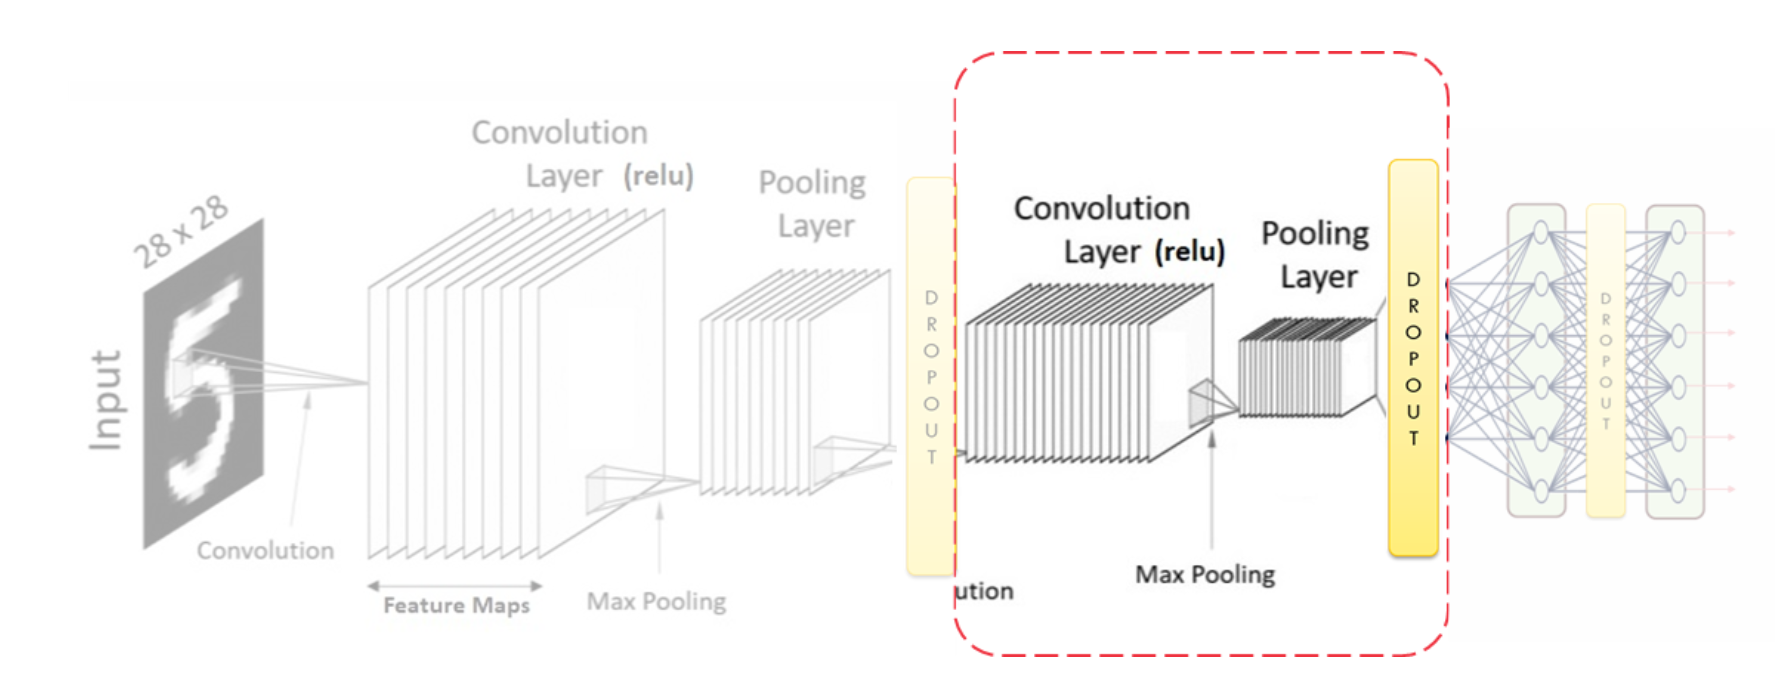 28 x 28
Input
Convolution
Convolution
Layer (relu)
Feature Maps
Max Pooling
Pooling
Layer
DROPOUT
ution
Convolution
Layer (relu)
Max Pooling
Pooling
Layer
DROPOUT
DROPOUT